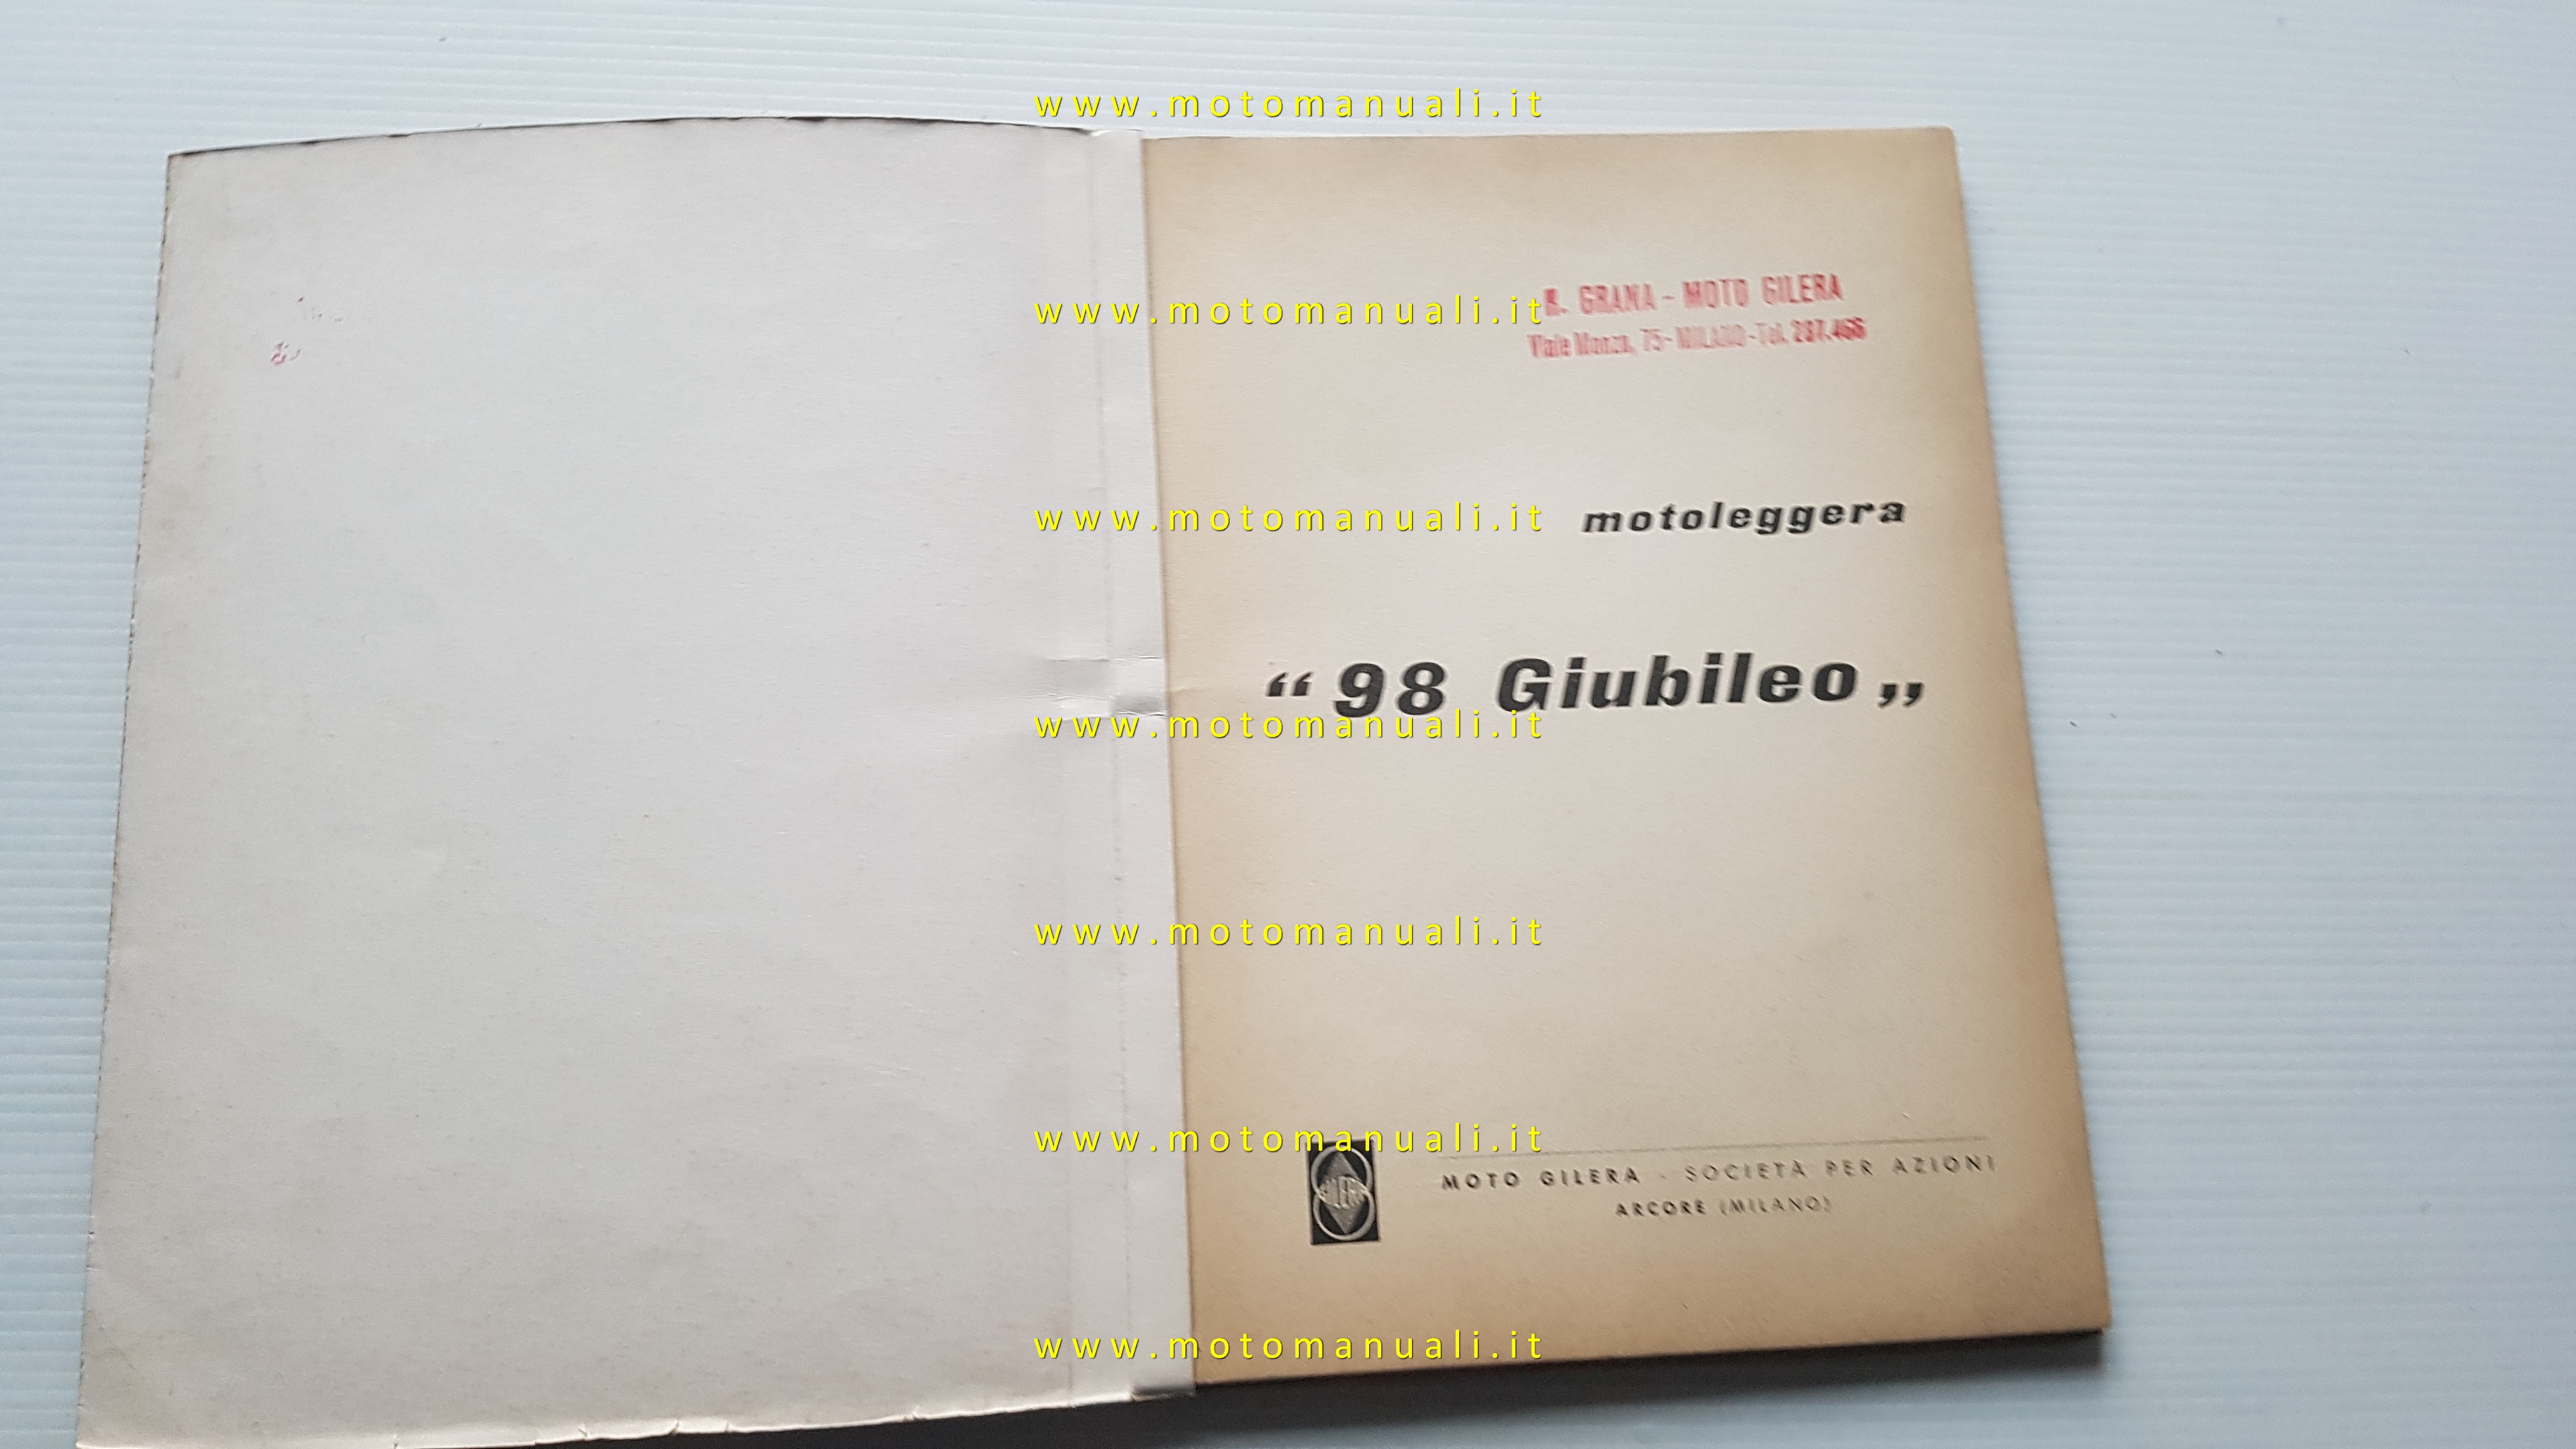 www.motomanuali.it
R. GRANA - MOTO GILERA
www.motomanuali.it
Viale Monza, 75 - MILANO - Tel. 287.466
www.motomanuali.it
motoleggera
“ 98 Giubileo „
www.motomanuali.it
www.motomanuali.it
www.motomanuali.it
GILERA
MOTO GILERA - SOCIETÀ PER AZIONI
ARCORE (MILANO)
www.motomanuali.it